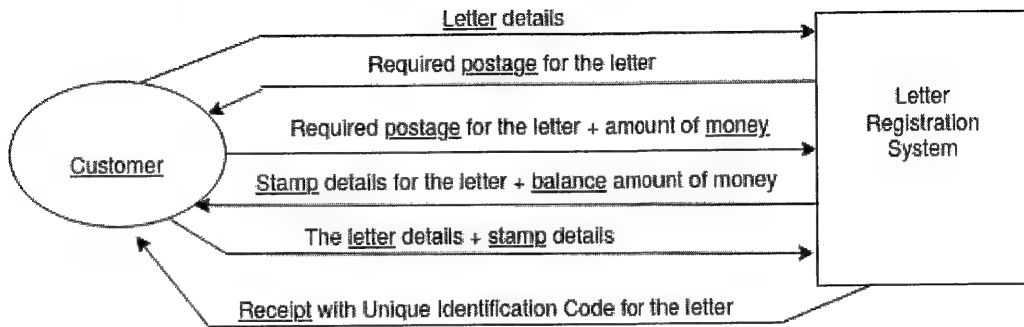 Letter details
Required postage for the letter
Letter
Registration
System
Required postage for the letter + amount of money
Customer
Stamp details for the letter + balance amount of money
The letter details + stamp details
Receipt with Unique Identification Code for the letter